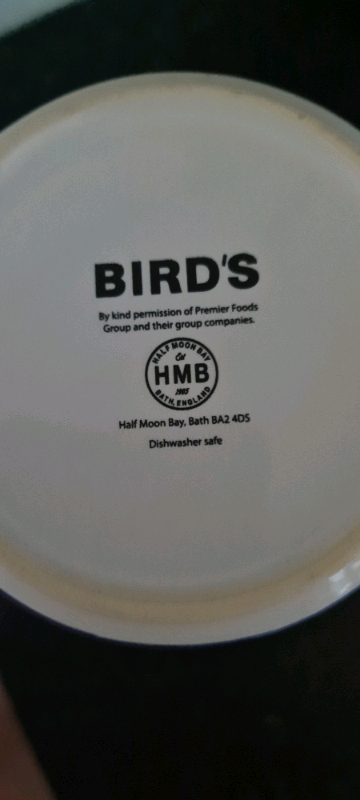 BIRD'S
By kind permission of Premier Foods
Group and their group companies.
HALF MOON BAY
Est
HMB
1985
BATH, ENGLAND
Half Moon Bay, Bath BA2 4DS
Dishwasher safe